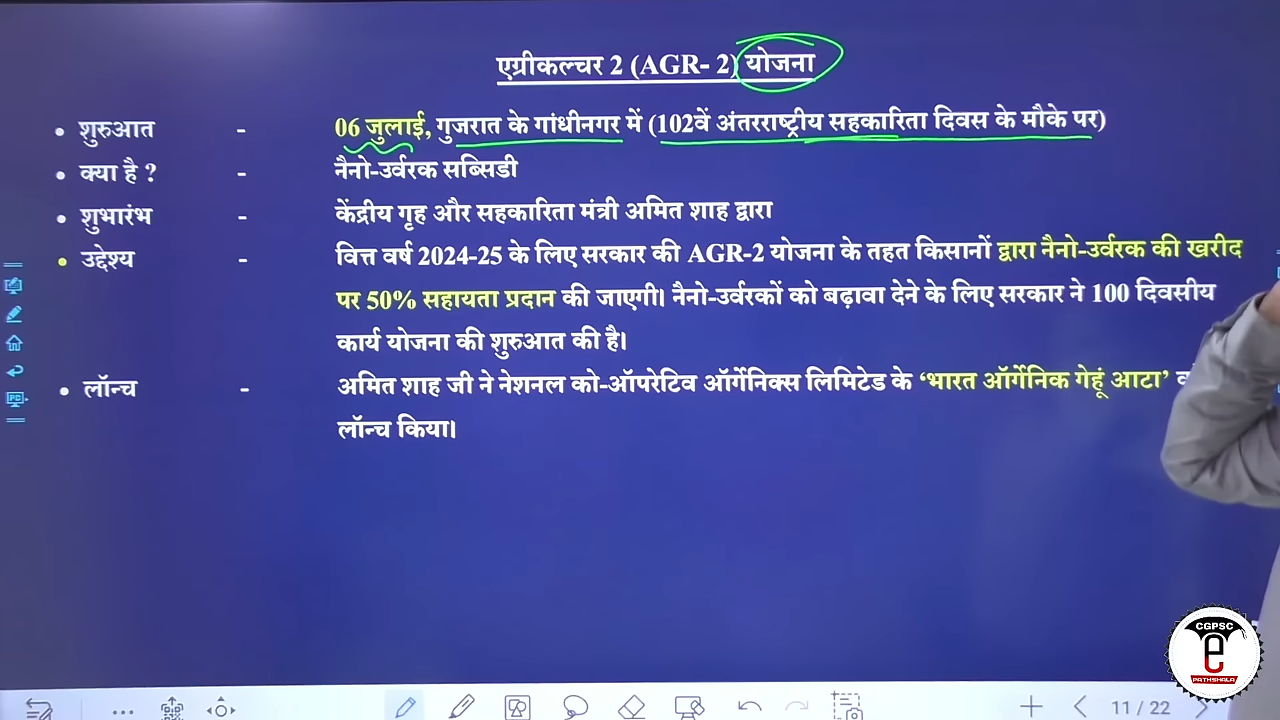 एग्रीकल्चर 2 (AGR- 2) योजना
• शुरुआत - 06 जुलाई, गुजरात के गांधीनगर में (102वें अंतरराष्ट्रीय सहकारिता दिवस के मौके पर)
• क्या है ? - नैनो-उर्वरक सब्सिडी
• शुभारंभ - केंद्रीय गृह और सहकारिता मंत्री अमित शाह द्वारा
• उद्देश्य - वित्त वर्ष 2024-25 के लिए सरकार की AGR-2 योजना के तहत किसानों द्वारा नैनो-उर्वरक की खरीद
पर 50% सहायता प्रदान की जाएगी। नैनो-उर्वरकों को बढ़ावा देने के लिए सरकार ने 100 दिवसीय
कार्य योजना की शुरुआत की है।
• लॉन्च - अमित शाह जी ने नेशनल को-ऑपरेटिव ऑर्गेनिक्स लिमिटेड के ‘भारत ऑर्गेनिक गेहूं आटा’
लॉन्च किया।
CGPSC
e
PATHSHALA
11 / 22